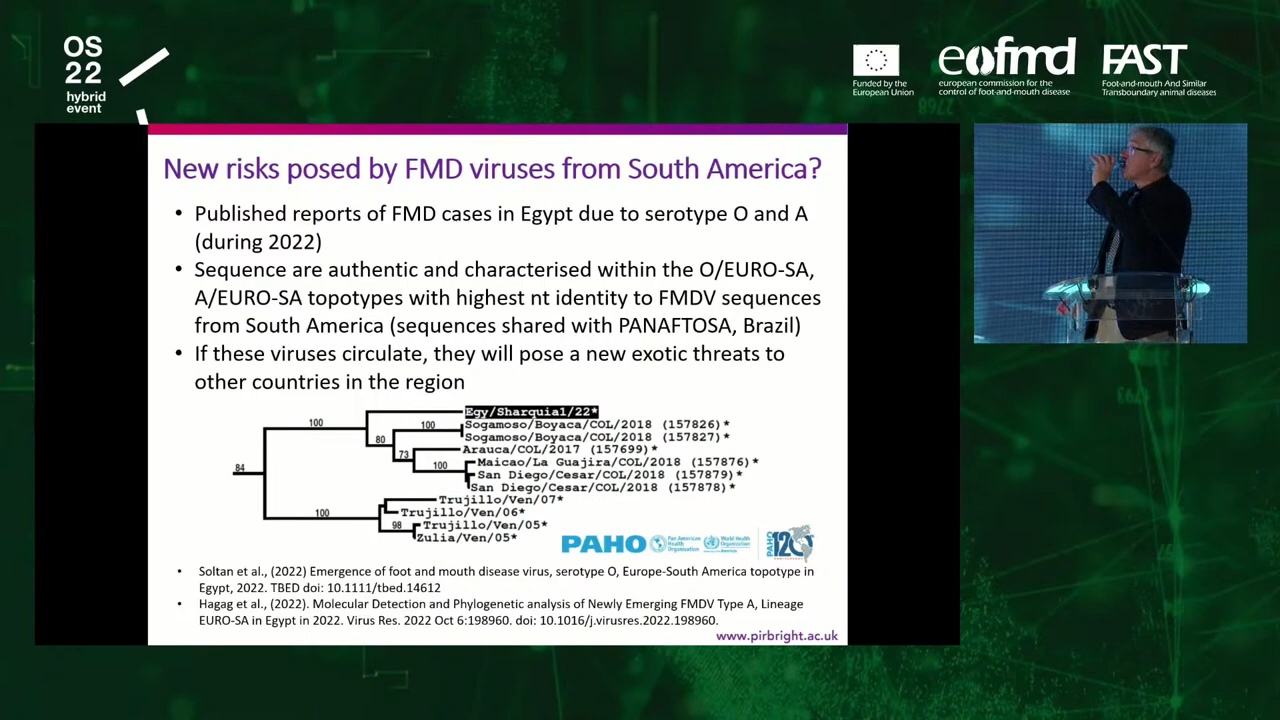 OS
22
hybrid
event
Funded by the
European Union
eofmd
european commission for the
control of foot-and-mouth disease
FAST
Foot-and-mouth And Similar
Transboundary animal diseases
New risks posed by FMD viruses from South America?
• Published reports of FMD cases in Egypt due to serotype O and A
(during 2022)
• Sequence are authentic and characterised within the O/EURO-SA,
A/EURO-SA topotypes with highest nt identity to FMDV sequences
from South America (sequences shared with PANAFTOSA, Brazil)
• If these viruses circulate, they will pose a new exotic threats to
other countries in the region
Egy/Sharquia1/22*
100
100
Sogamoso/Boyaca/COL/2018 (157826)*
80
Sogamoso/Boyaca/COL/2018 (157827)*
73
Arauca/COL/2017 (157699)*
84
100
Maicao/La Guajira/COL/2018 (157876)*
San Diego/Cesar/COL/2018 (157879)*
San Diego/Cesar/COL/2018 (157878)*
Trujillo/Ven/07*
100
Trujillo/Ven/06*
98
Trujillo/Ven/05*
Zulia/Ven/05*
PAHO
Pan American
Health
Organization
World Health
Organization
PAHO
120
• Soltan et al., (2022) Emergence of foot and mouth disease virus, serotype O, Europe-South America topotype in
Egypt, 2022. TBED doi: 10.1111/tbed.14612
• Hagag et al., (2022). Molecular Detection and Phylogenetic analysis of Newly Emerging FMDV Type A, Lineage
EURO-SA in Egypt in 2022. Virus Res. 2022 Oct 6:198960. doi: 10.1016/j.virusres.2022.198960.
www.pirbright.ac.uk